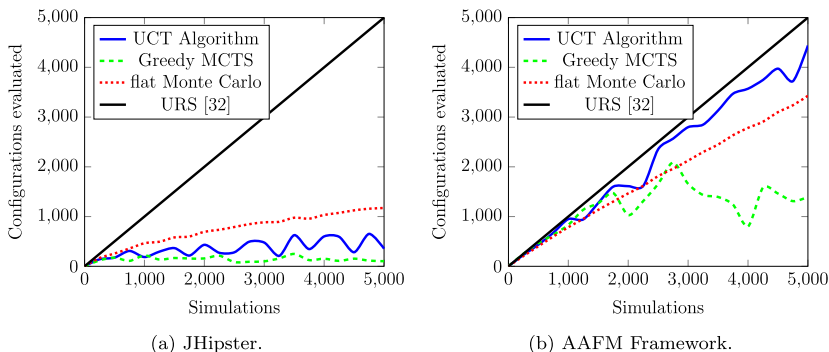 5,000
4,000
3,000
2,000
1,000
0
Configurations evaluated
UCT Algorithm
Greedy MCTS
flat Monte Carlo
URS [32]
0 1,000 2,000 3,000 4,000 5,000
Simulations
(a) JHipster.
5,000
4,000
3,000
2,000
1,000
0
Configurations evaluated
UCT Algorithm
Greedy MCTS
flat Monte Carlo
URS [32]
0 1,000 2,000 3,000 4,000 5,000
Simulations
(b) AAFM Framework.